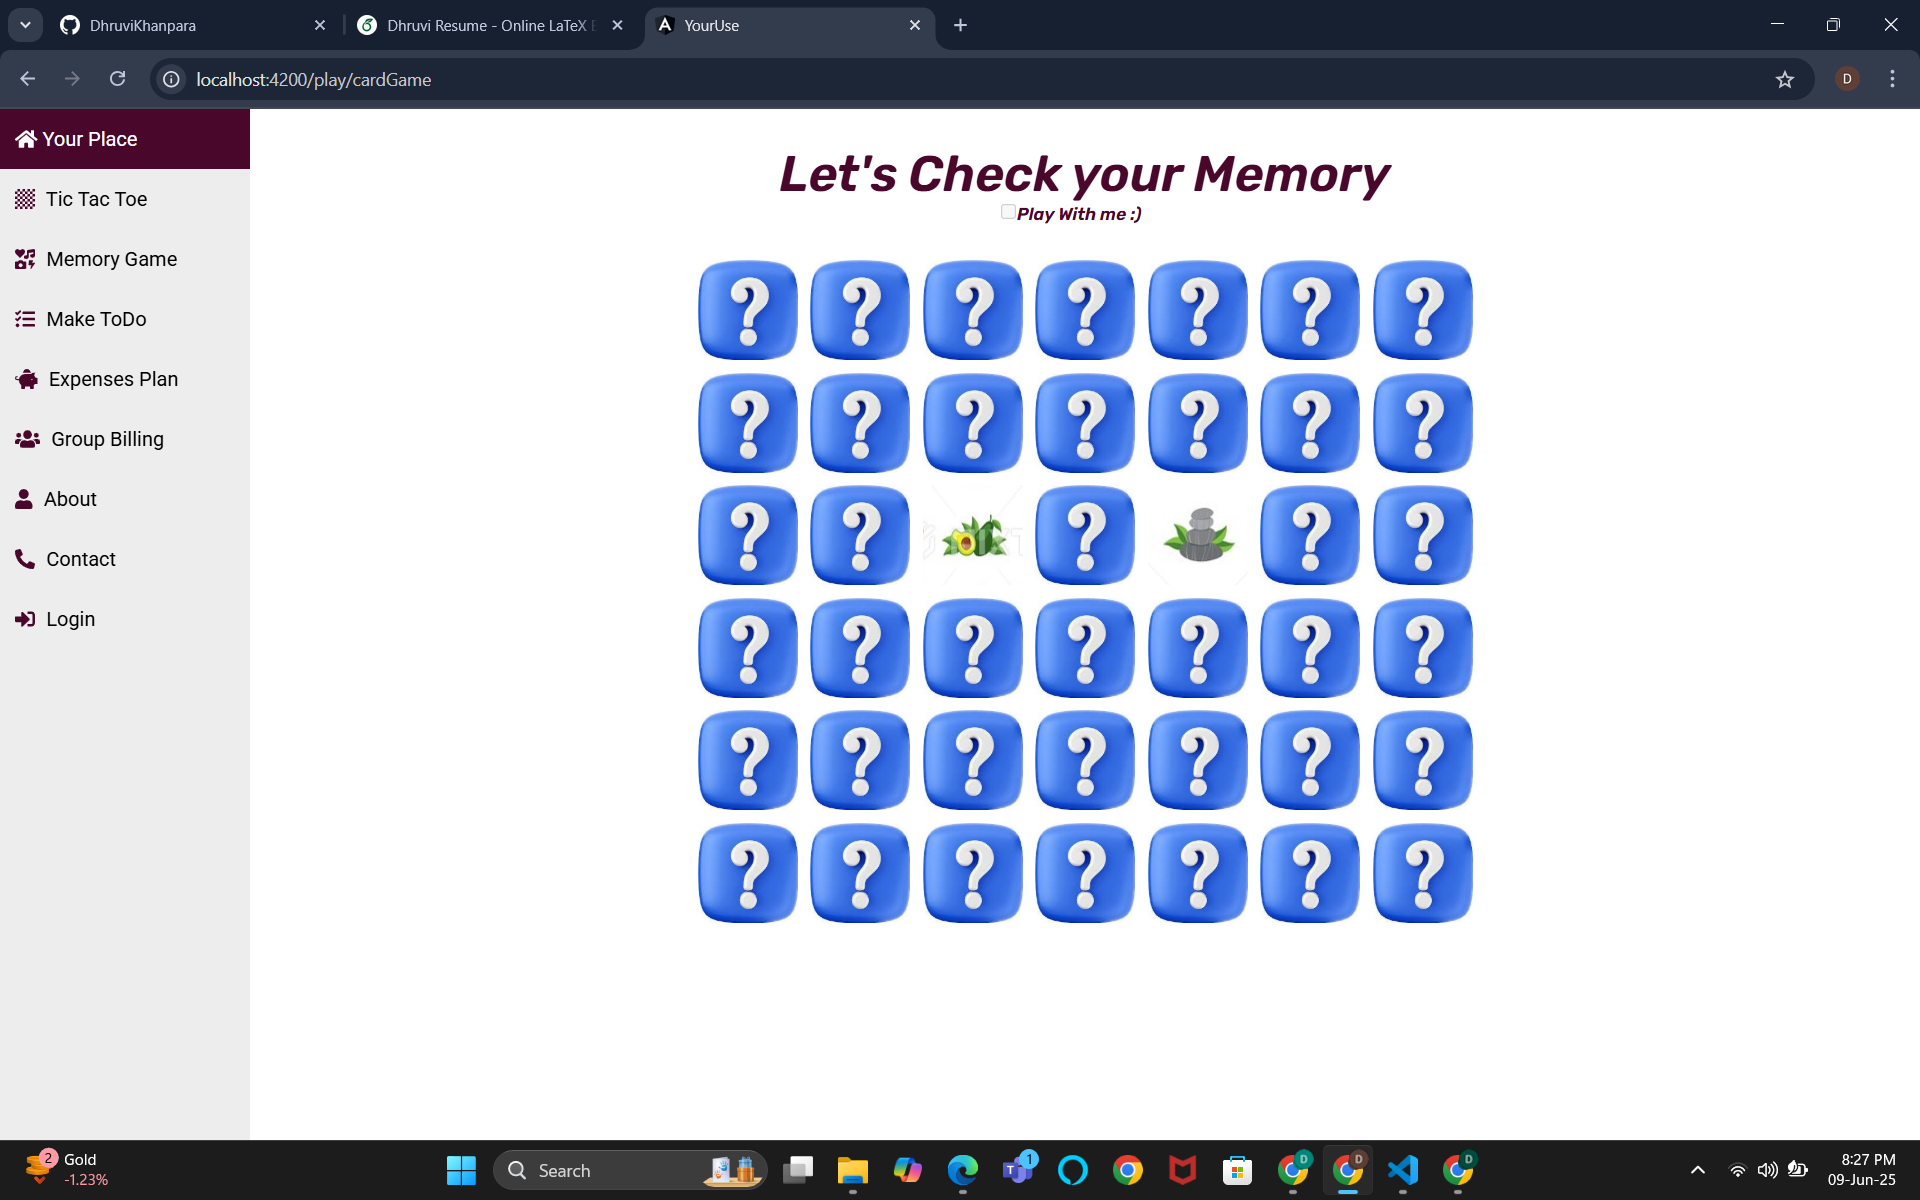 DhruviKhanpara
Dhruvi Resume - Online LaTeX E
YourUse
localhost:4200/play/cardGame
D
Your Place
Tic Tac Toe
Memory Game
Make ToDo
Expenses Plan
Group Billing
About
Contact
Login
Let's Check your Memory
Play With me :)
? ? ? ? ? ? ?
? ? ? ? ? ? ?
? ? ? ? ?
? ? ? ? ? ? ?
? ? ? ? ? ? ?
? ? ? ? ? ? ?
2
Gold
-1.23%
Search
1
D
D
D
8:27 PM
09-Jun-25